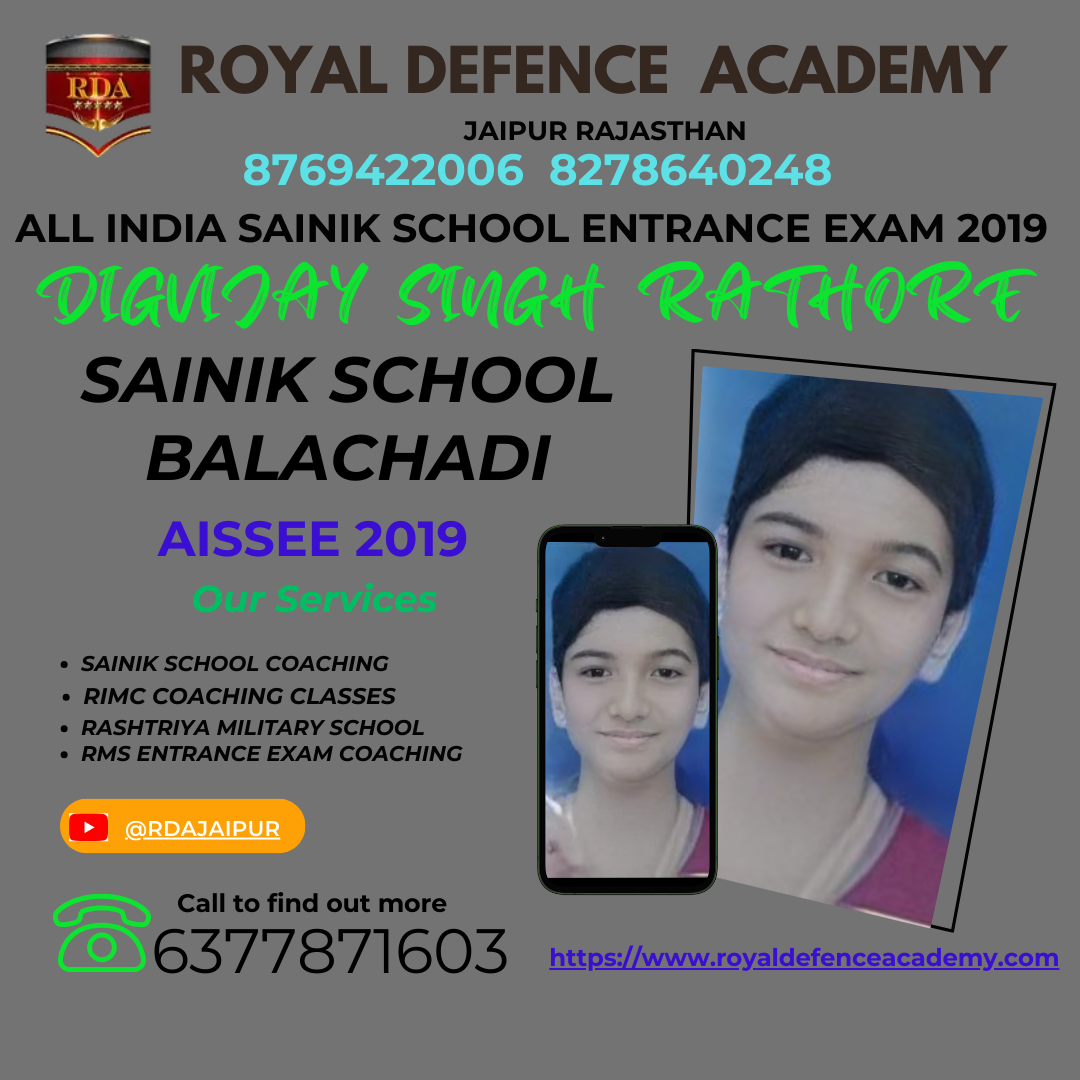 RDA
ROYAL DEFENCE ACADEMY
JAIPUR RAJASTHAN
8769422006 8278640248
ALL INDIA SAINIK SCHOOL ENTRANCE EXAM 2019
DIGVIJAY SINGH RATHORE
SAINIK SCHOOL
BALACHADI
AISSEE 2019
Our Services
• SAINIK SCHOOL COACHING
• RIMC COACHING CLASSES
• RASHTRIYA MILITARY SCHOOL
• RMS ENTRANCE EXAM COACHING
@RDAJAIPUR
Call to find out more
6377871603
https://www.royaldefenceacademy.com